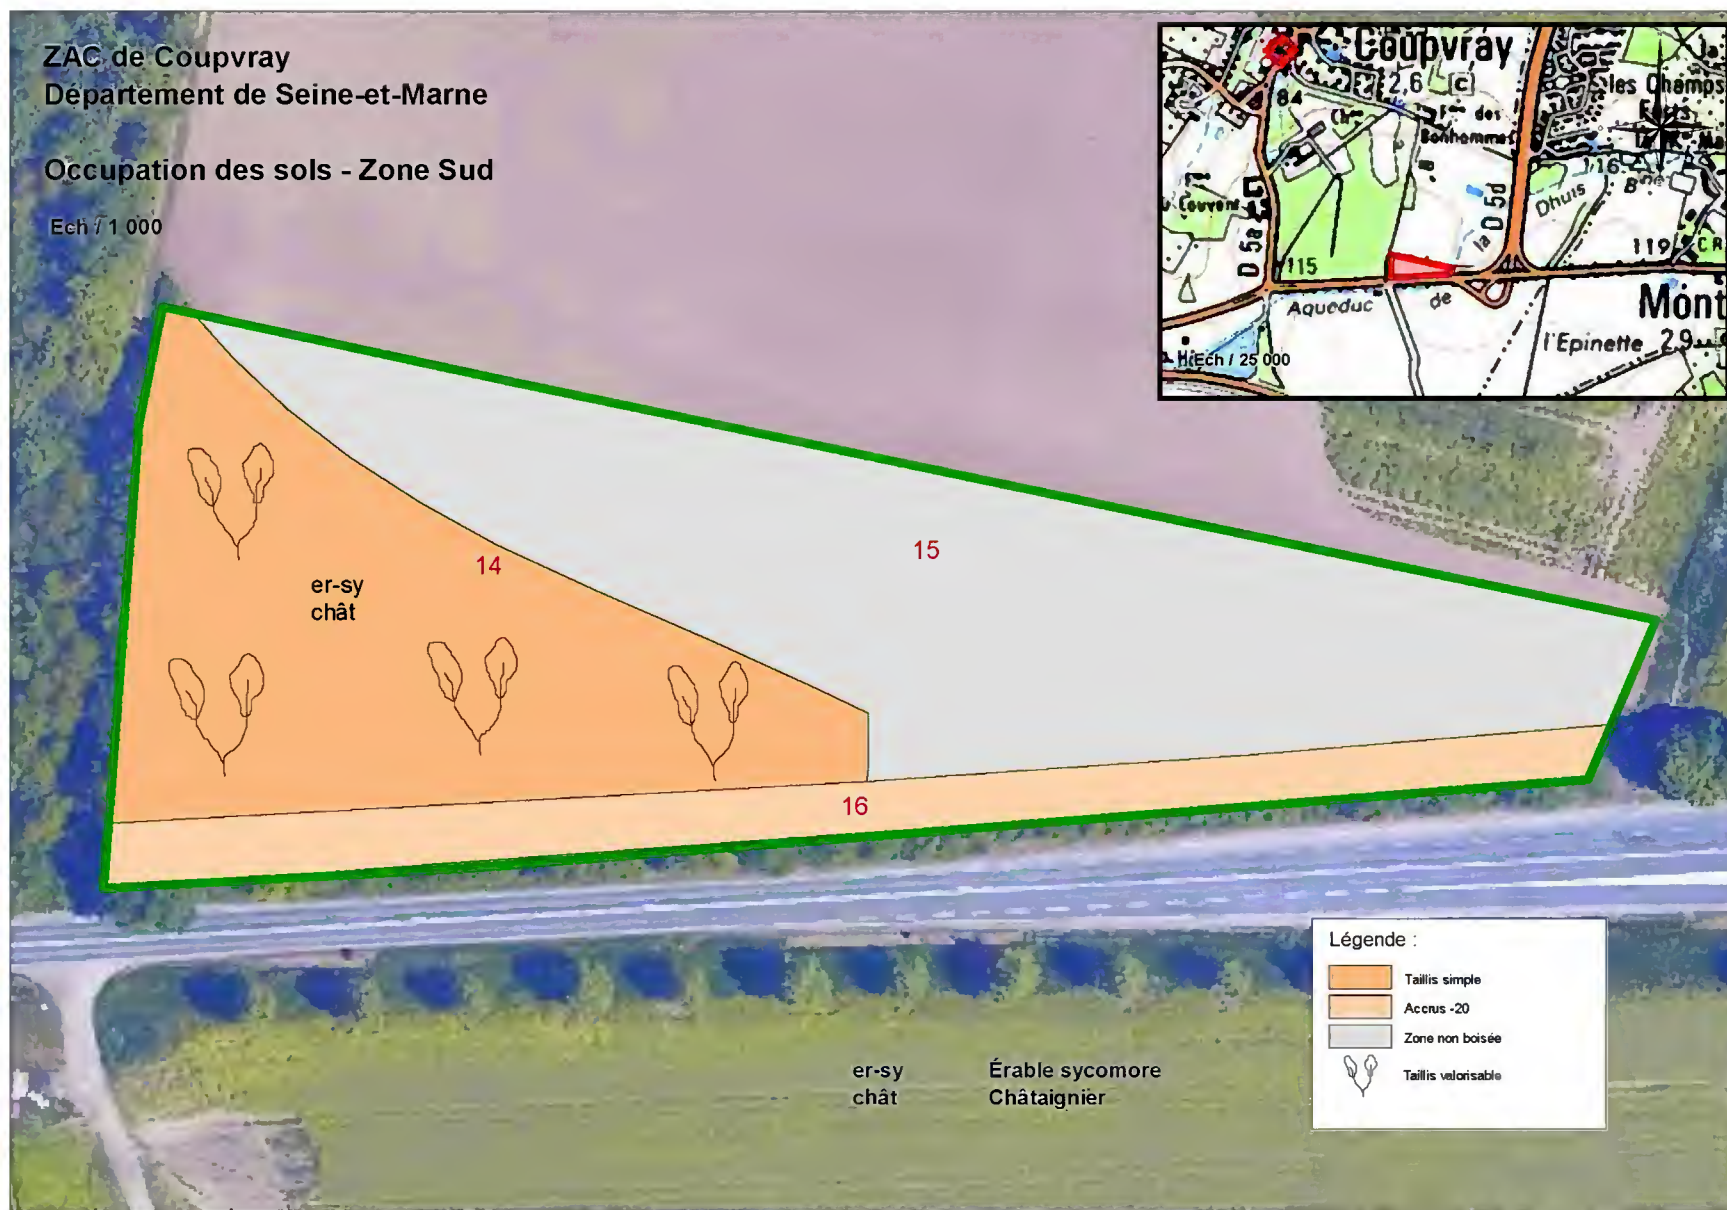 ZAC de Coupvray
Département de Seine-et-Marne
Occupation des sols - Zone Sud
Ech / 1 000
Coupvray
2,6 C
les Champs
84
Ch
F des
Bonhommes
116
Dhuis
D 5a
D 5d
la
119
C R
115
Aqueduc
de
Mont
l'Epinette
2,9
Ech / 25 000
15
14
er-sy
chât
16
Légende :
Taillis simple
Accrus -20
Zone non boisée
Taillis valorisable
er-sy Érable sycomore
chât Châtaignier